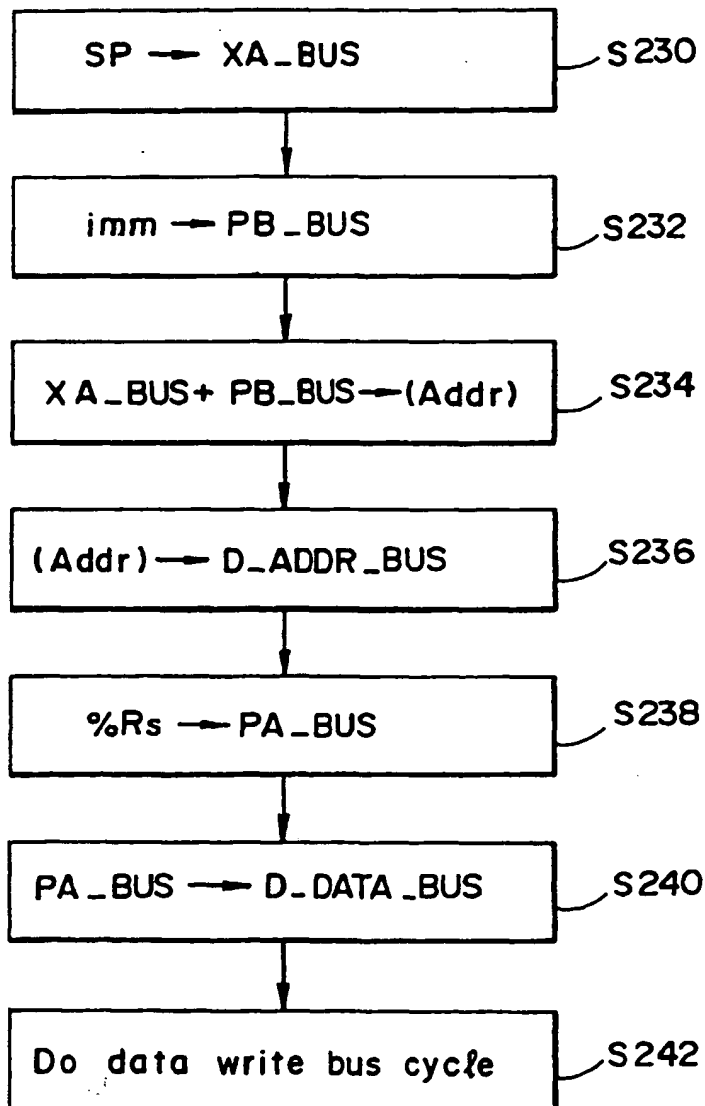 SP → XA_BUS S230
imm → PB_BUS S232
XA_BUS+ PB_BUS→(Addr) S234
(Addr)→ D_ADDR_BUS S236
%Rs → PA_BUS S238
PA_BUS → D_DATA_BUS S240
Do data write bus cycle S242